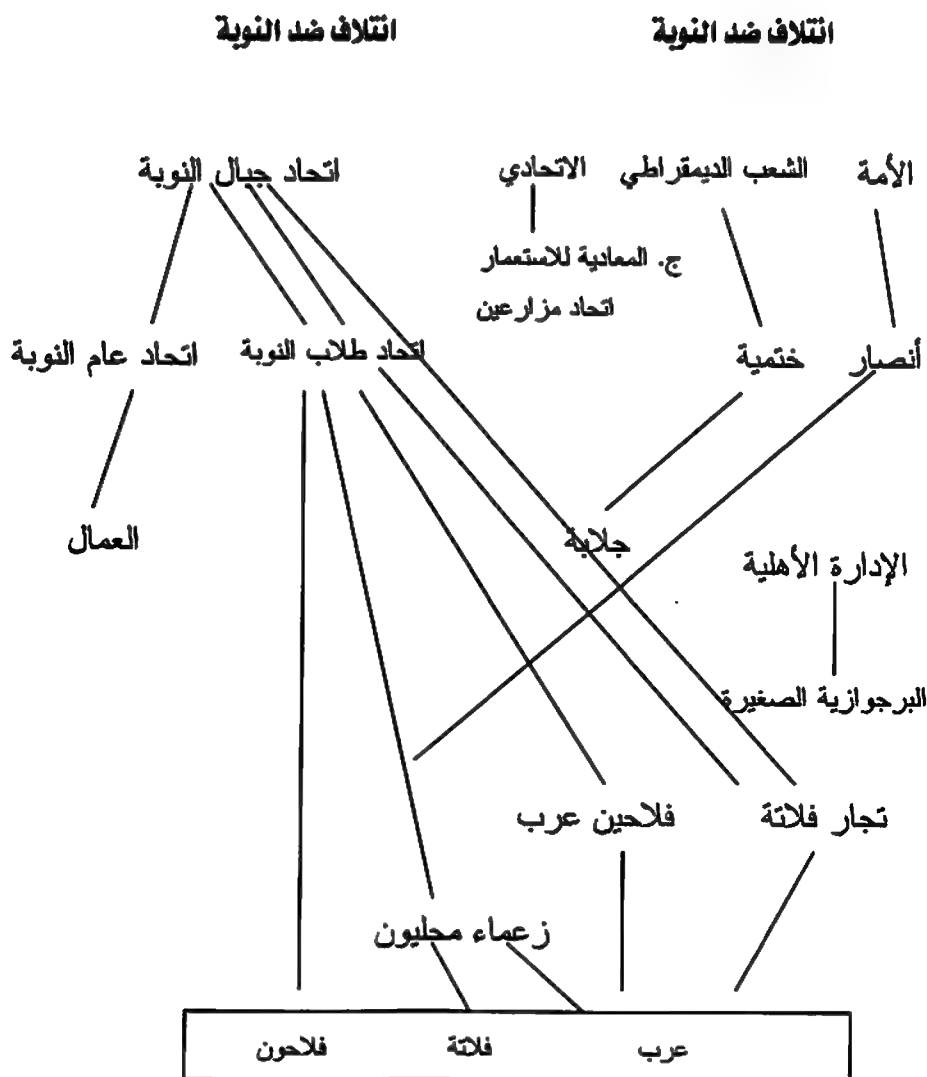 ائتلاف ضد النوبة
ائتلاف ضد النوبة
الأمة
الشعب الديمقراطي
الاتحادي
اتحاد جبال النوبة
ج. المعادية للاستعمار
اتحاد مزارعين
أنصار
ختمية
اتحاد طلاب النوبة
اتحاد عام النوبة
جلابة
العمال
الإدارة الأهلية
البرجوازية الصغيرة
تجار فلاتة
فلاحين عرب
زعماء محليون
عرب
فلاتة
فلاحون